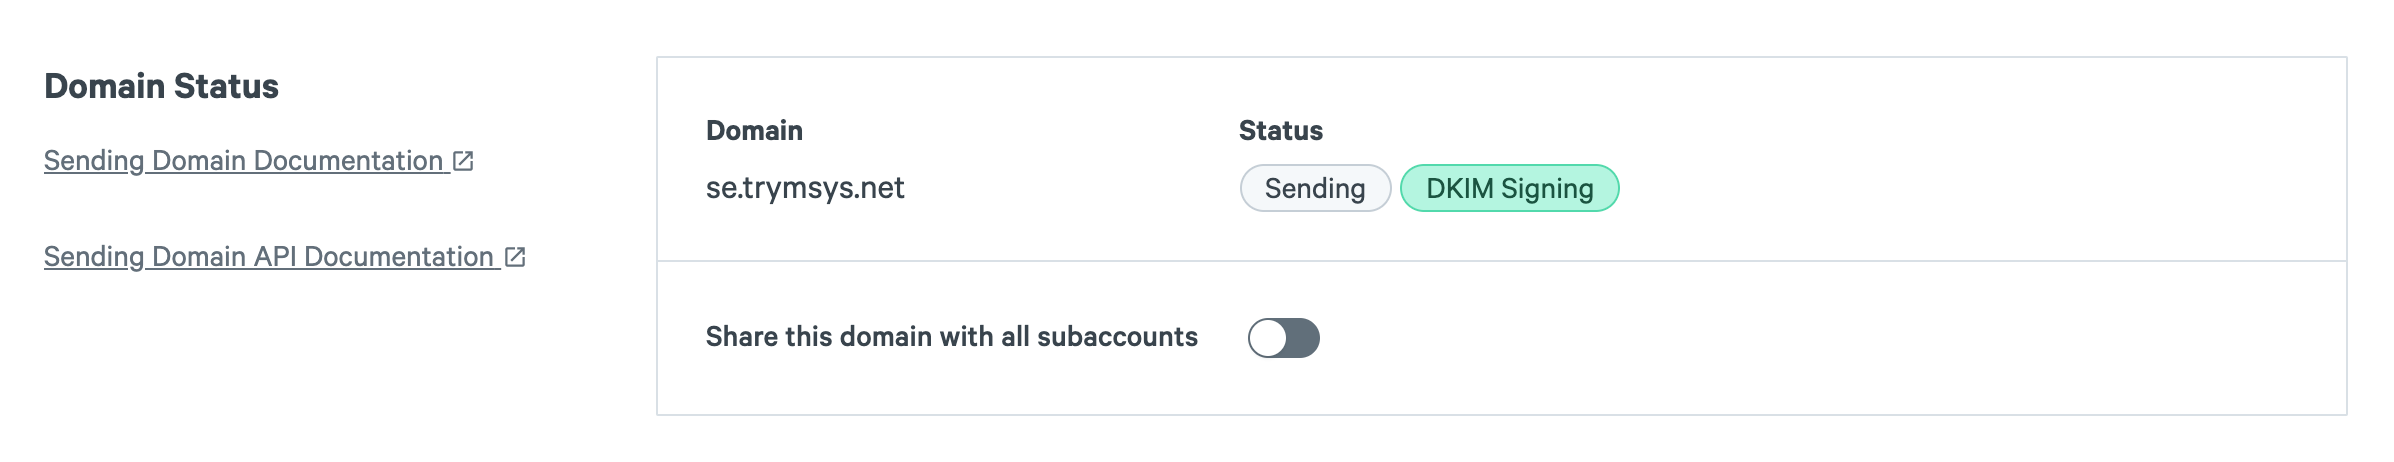 Domain Status
Sending Domain Documentation
Sending Domain API Documentation
Domain
Status
se.trymsys.net
Sending
DKIM Signing
Share this domain with all subaccounts